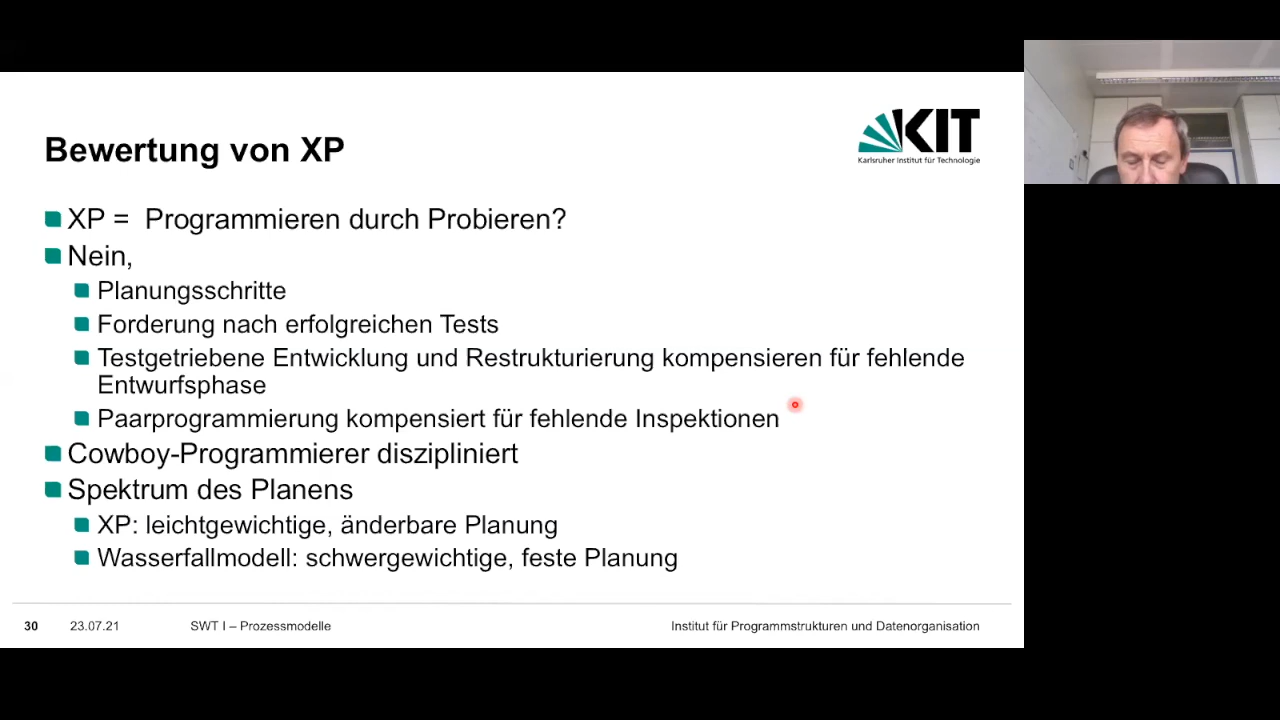 Bewertung von XP
KIT
Karlsruher Institut für Technologie
XP = Programmieren durch Probieren?
Nein,
Planungsschritte
Forderung nach erfolgreichen Tests
Testgetriebene Entwicklung und Restrukturierung kompensieren für fehlende
Entwurfsphase
Paarprogrammierung kompensiert für fehlende Inspektionen
Cowboy-Programmierer diszipliniert
Spektrum des Planens
XP: leichtgewichtige, änderbare Planung
Wasserfallmodell: schwergewichtige, feste Planung
30 23.07.21 SWT I – Prozessmodelle Institut für Programmstrukturen und Datenorganisation